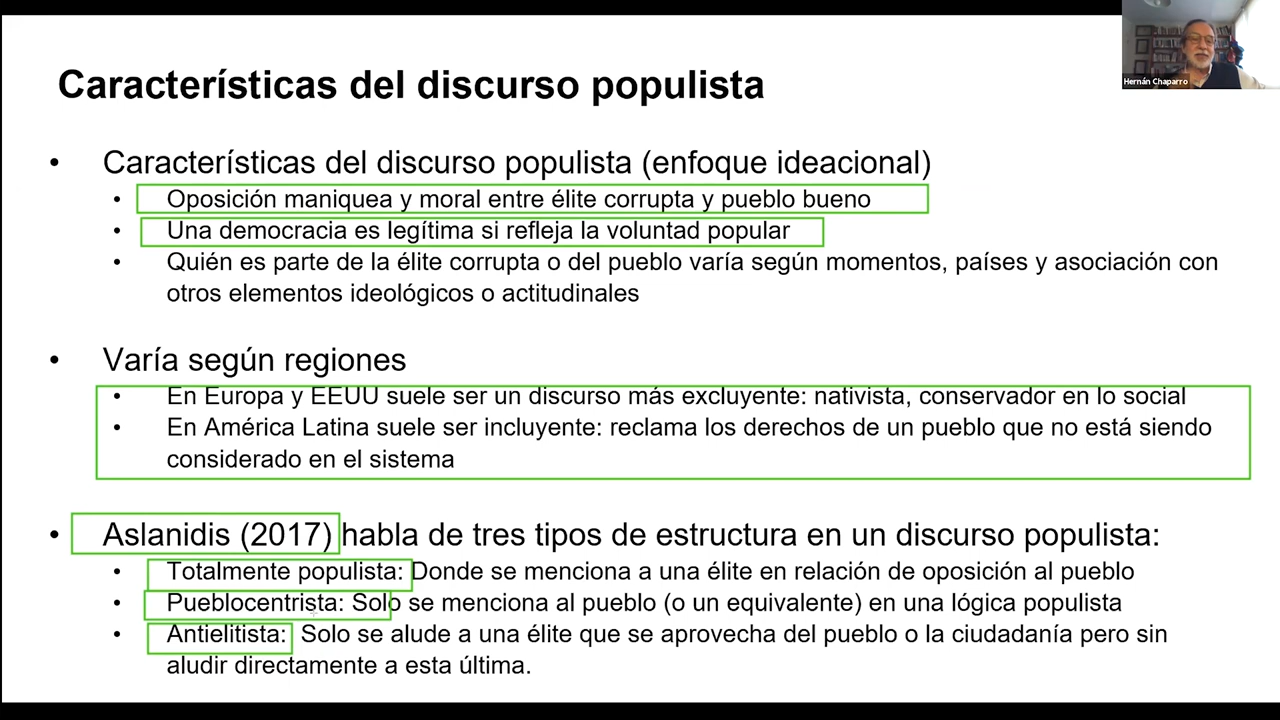 Hernán Chaparro
Características del discurso populista
• Características del discurso populista (enfoque ideacional)
• Oposición maniquea y moral entre élite corrupta y pueblo bueno
• Una democracia es legítima si refleja la voluntad popular
• Quién es parte de la élite corrupta o del pueblo varía según momentos, países y asociación con
otros elementos ideológicos o actitudinales
• Varía según regiones
• En Europa y EEUU suele ser un discurso más excluyente: nativista, conservador en lo social
• En América Latina suele ser incluyente: reclama los derechos de un pueblo que no está siendo
considerado en el sistema
• Aslanidis (2017) habla de tres tipos de estructura en un discurso populista:
• Totalmente populista: Donde se menciona a una élite en relación de oposición al pueblo
• Pueblocentrista: Solo se menciona al pueblo (o un equivalente) en una lógica populista
• Antielitista: Solo se alude a una élite que se aprovecha del pueblo o la ciudadanía pero sin
aludir directamente a esta última.